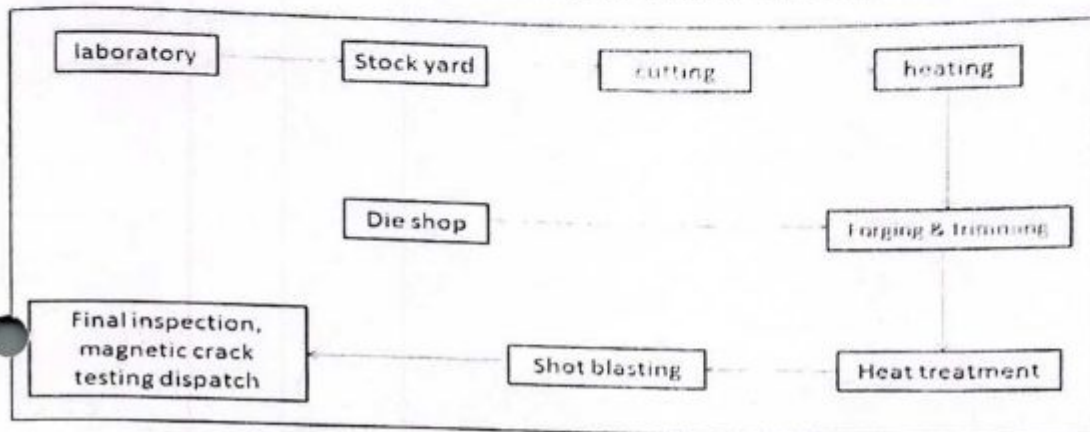 laboratory
Stock yard
cutting
heating
Die shop
Forging & trimming
Final inspection,
magnetic crack
testing dispatch
Shot blasting
Heat treatment